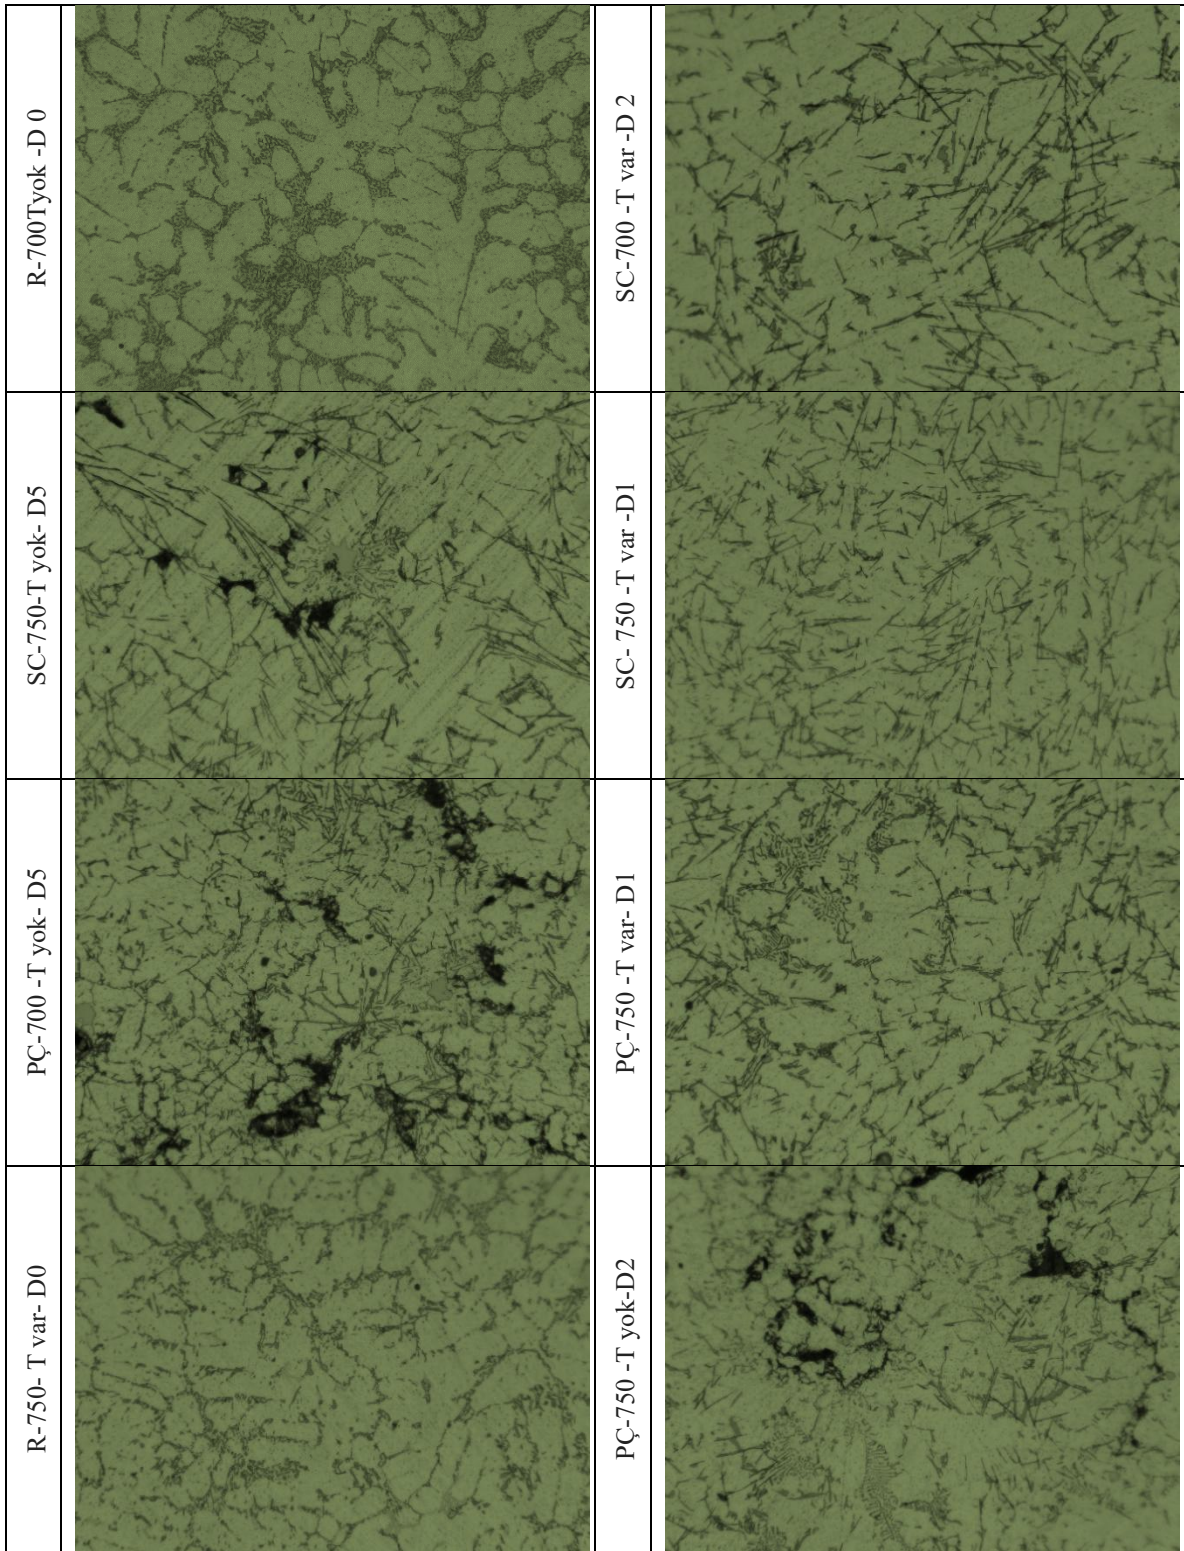 R-700Tyok -D 0
SC-700 -T var -D 2
SC-750-T yok- D5
SC- 750 -T var -D1
PÇ-700 -T yok- D5
PÇ-750 -T var- D1
R-750- T var- D0
PÇ-750 -T yok-D2